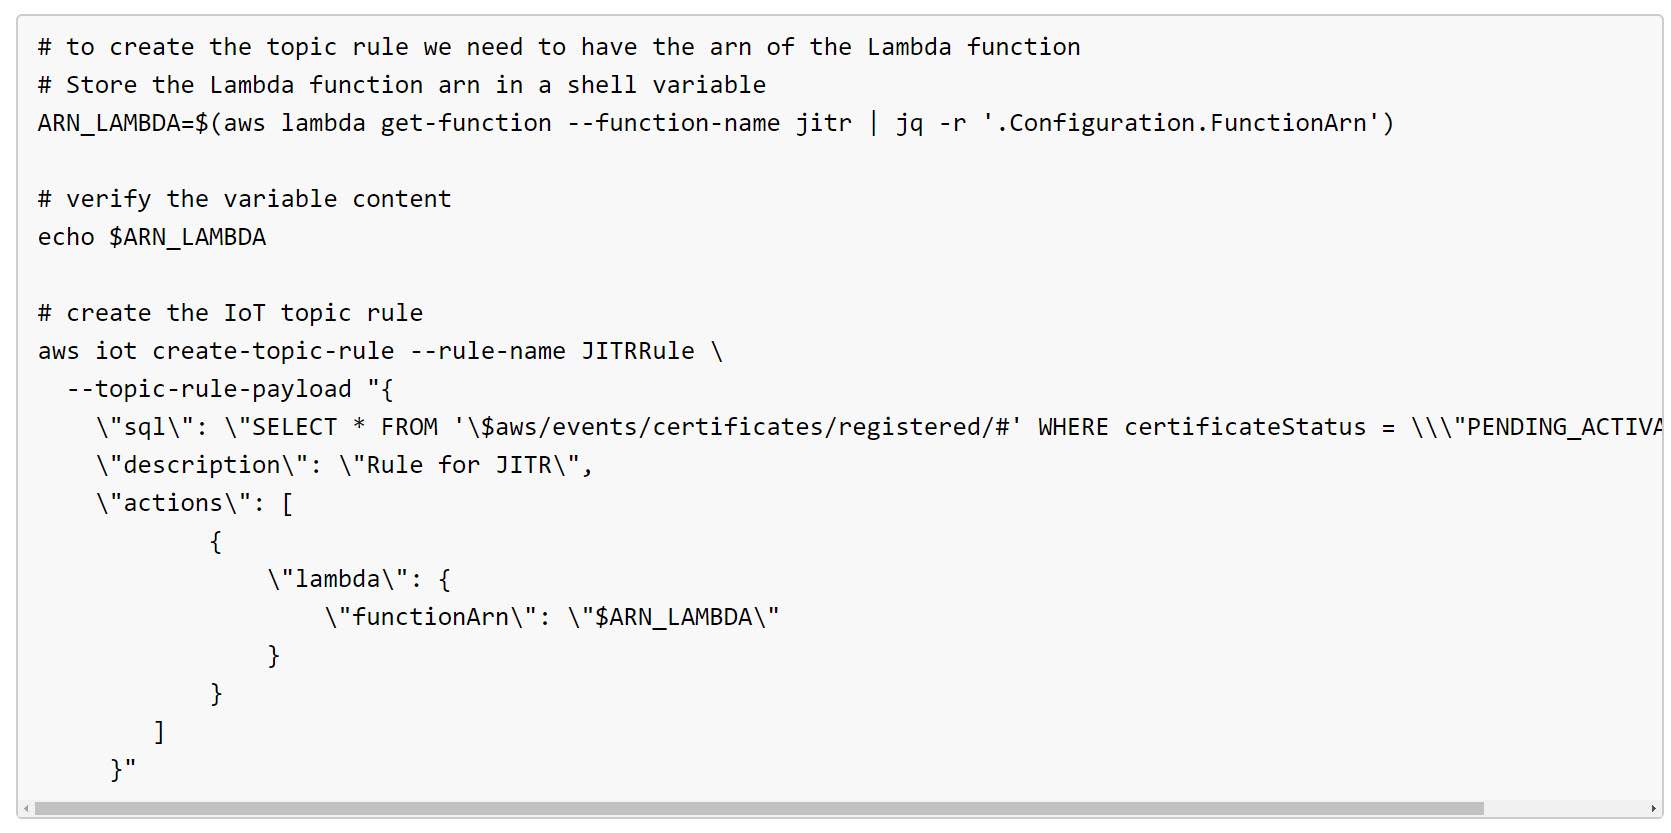 # to create the topic rule we need to have the arn of the Lambda function
# Store the Lambda function arn in a shell variable
ARN_LAMBDA=$(aws lambda get-function --function-name jitr | jq -r '.Configuration.FunctionArn')
# verify the variable content
echo $ARN_LAMBDA
# create the IoT topic rule
aws iot create-topic-rule --rule-name JITRRule \
--topic-rule-payload "{
\"sql\": \"SELECT * FROM '\$aws/events/certificates/registered/#' WHERE certificateStatus = \\\"PENDING_ACTIVA
\"description\": \"Rule for JITR\",
\"actions\": [
{
\"lambda\": {
\"functionArn\": \"$ARN_LAMBDA\"
}
}
]
}"